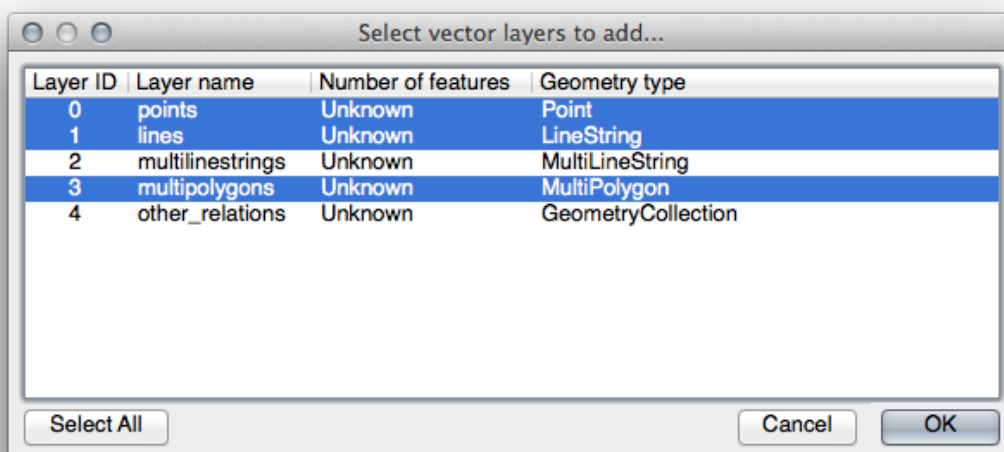 Select vector layers to add...
Layer ID Layer name Number of features Geometry type
0 points Unknown Point
1 lines Unknown LineString
2 multilinestrings Unknown MultiLineString
3 multipolygons Unknown MultiPolygon
4 other_relations Unknown GeometryCollection
Select All Cancel OK